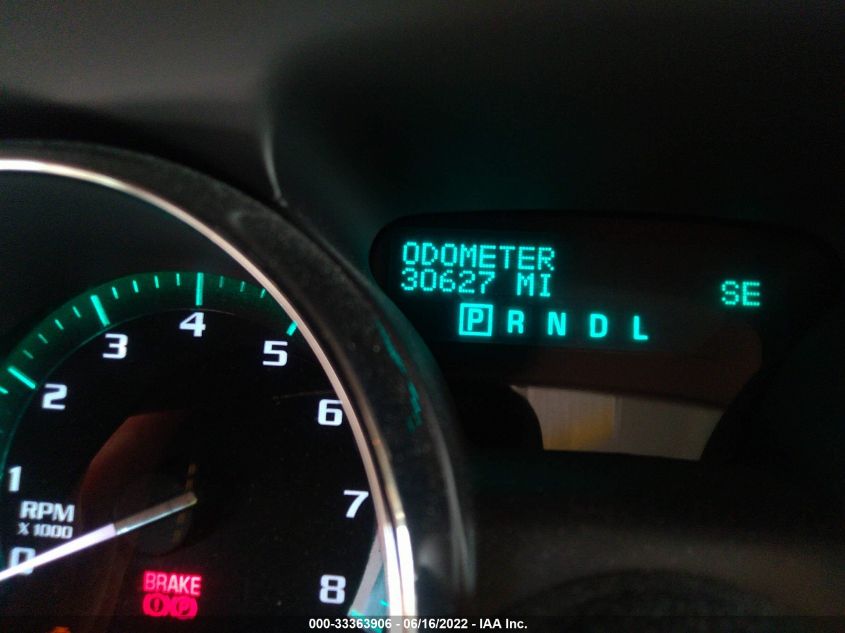 ODOMETER
30627 MI
SE
P R N D L
4
3
5
2
6
1
7
RPM
X 1000
0
BRAKE
P
8
000-33363906 - 06/16/2022 - IAA Inc.